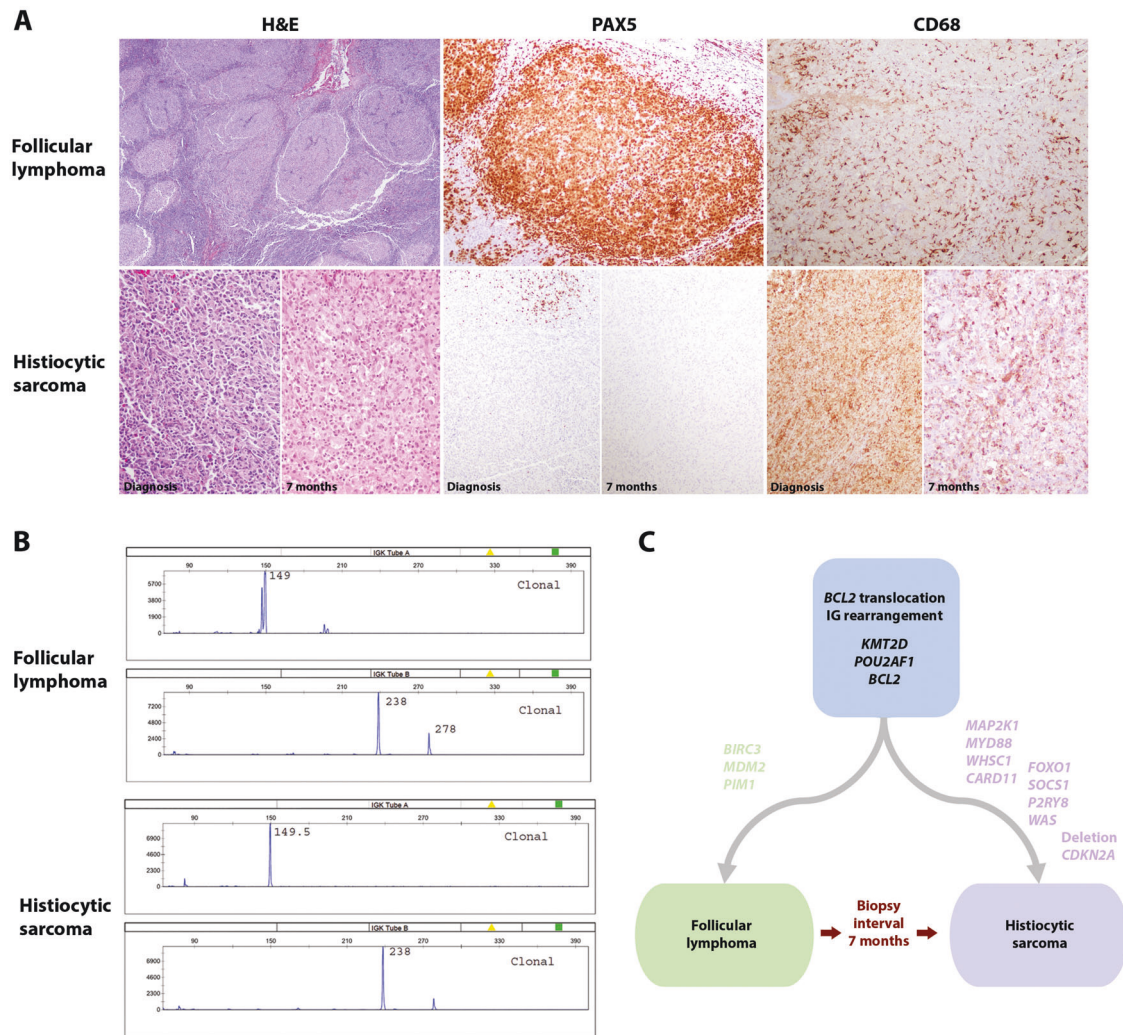 A
H&E
PAX5
CD68
Follicular
lymphoma
Histiocytic
sarcoma
Diagnosis
7 months
Diagnosis
7 months
Diagnosis
7 months
B
Follicular
lymphoma
IGK Tube A
90
150
210
270
330
390
5700
3800
1900
0
149
Clonal
IGK Tube B
90
150
210
270
330
390
7200
4800
2400
0
238
278
Clonal
Histiocytic
sarcoma
IGK Tube A
90
150
210
270
330
390
6900
4600
2300
0
149.5
Clonal
IGK Tube B
90
150
210
270
330
390
9900
6600
3300
0
238
Clonal
C
BCL2 translocation
IG rearrangement
KMT2D
POU2AF1
BCL2
BIRC3
MDM2
PIM1
MAP2K1
MYD88
WHSC1
CARD11
FOXO1
SOCS1
P2RY8
WAS
Deletion
CDKN2A
Follicular
lymphoma
Biopsy
interval
7 months
Histiocytic
sarcoma